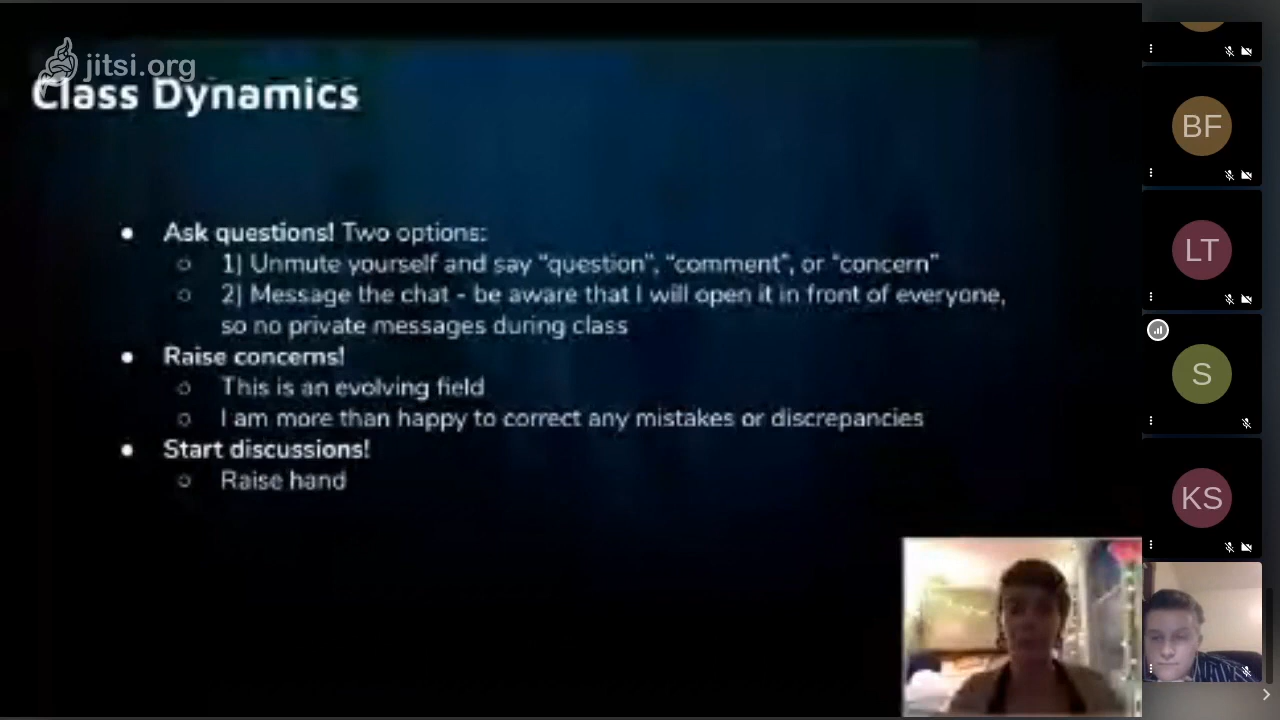 jitsi.org
Class Dynamics
● Ask questions! Two options:
○ 1) Unmute yourself and say “question”, “comment”, or “concern”
○ 2) Message the chat - be aware that I will open it in front of everyone,
so no private messages during class
● Raise concerns!
○ This is an evolving field
○ I am more than happy to correct any mistakes or discrepancies
● Start discussions!
○ Raise hand
BF
LT
S
KS